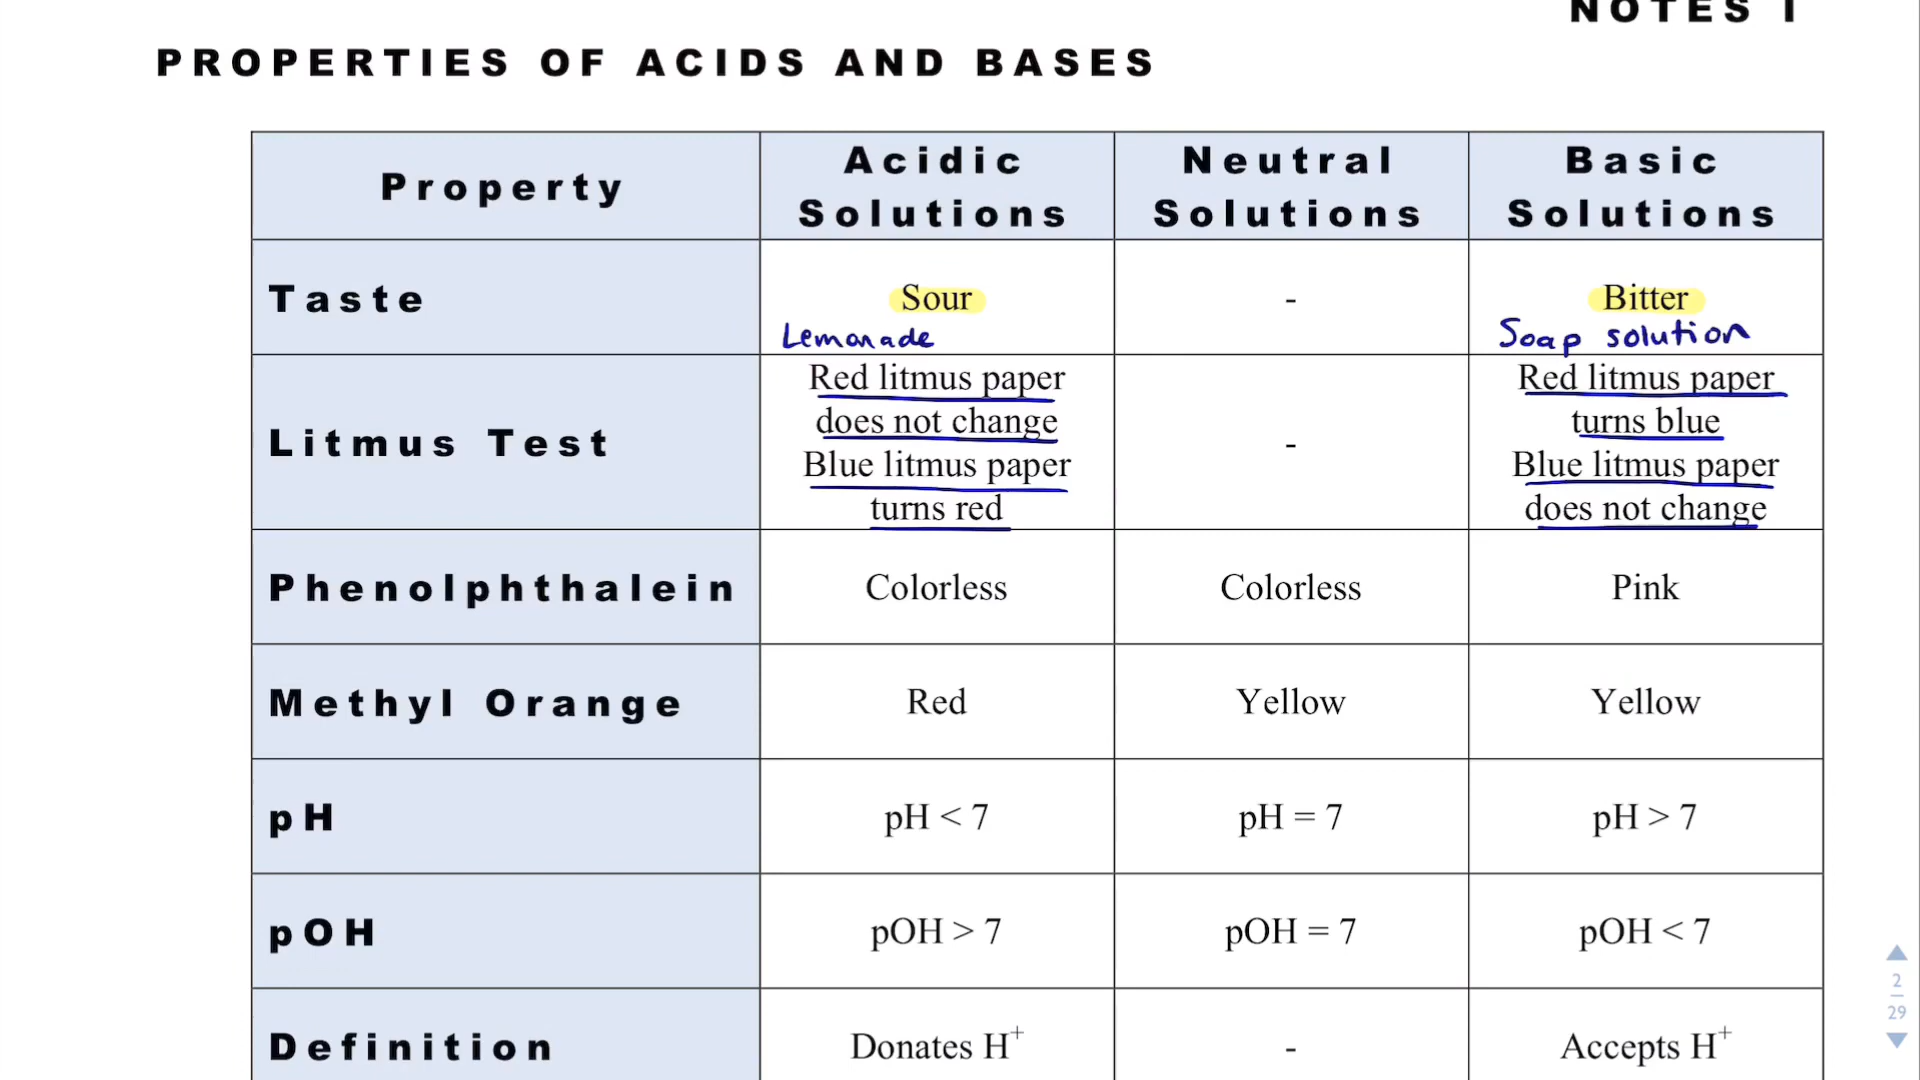 NOTES 1
PROPERTIES OF ACIDS AND BASES
Property
Acidic
Solutions
Neutral
Solutions
Basic
Solutions
Taste
Sour
Lemonade
-
Bitter
Soap solution
Litmus Test
Red litmus paper
does not change
Blue litmus paper
turns red
-
Red litmus paper
turns blue
Blue litmus paper
does not change
Phenolphthalein
Colorless
Colorless
Pink
Methyl Orange
Red
Yellow
Yellow
pH
pH < 7
pH = 7
pH > 7
pOH
pOH > 7
pOH = 7
pOH < 7
Definition
Donates H⁺
-
Accepts H⁺
2
29